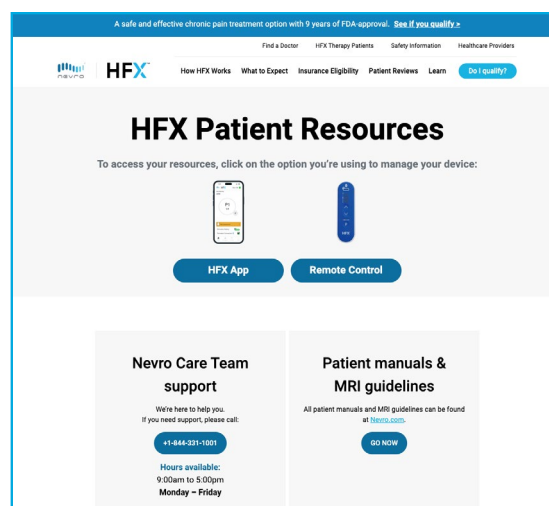 A safe and effective chronic pain treatment option with 9 years of FDA-approval. See if you qualify >
Find a Doctor HFX Therapy Patients Safety Information Healthcare Providers
nevro HFX How HFX Works What to Expect Insurance Eligibility Patient Reviews Learn Do I qualify?
HFX Patient Resources
To access your resources, click on the option you're using to manage your device:
HFX App Remote Control
Nevro Care Team
support
We're here to help you.
If you need support, please call:
+1-844-331-1001
Hours available:
9:00am to 5:00pm
Monday – Friday
Patient manuals &
MRI guidelines
All patient manuals and MRI guidelines can be found
at Nevro.com.
GO NOW